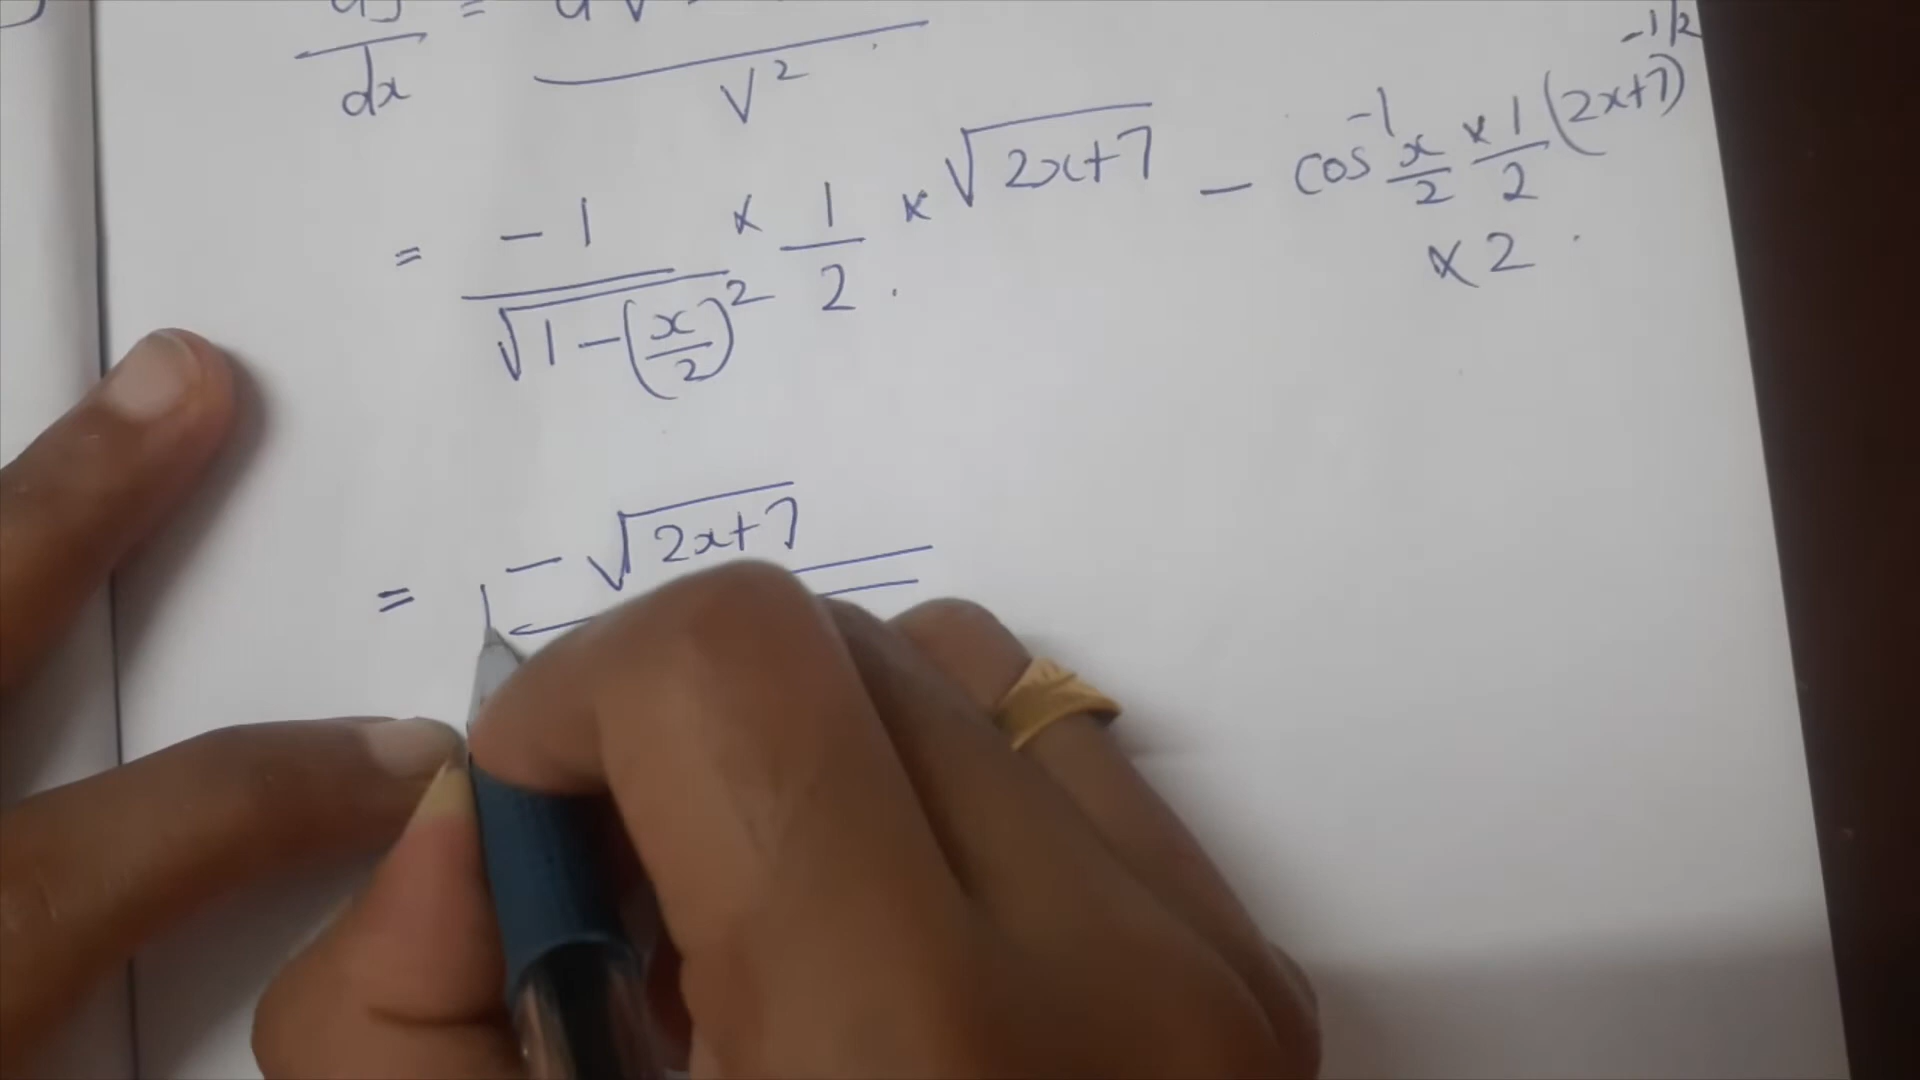 dy/dx = u v - / V²
= -1/√(1-(x/2)²) × 1/2 × √(2x+7) - cos⁻¹ x/2 × 1/2 (2x+7)^(-1/2)
× 2
= -√(2x+7)